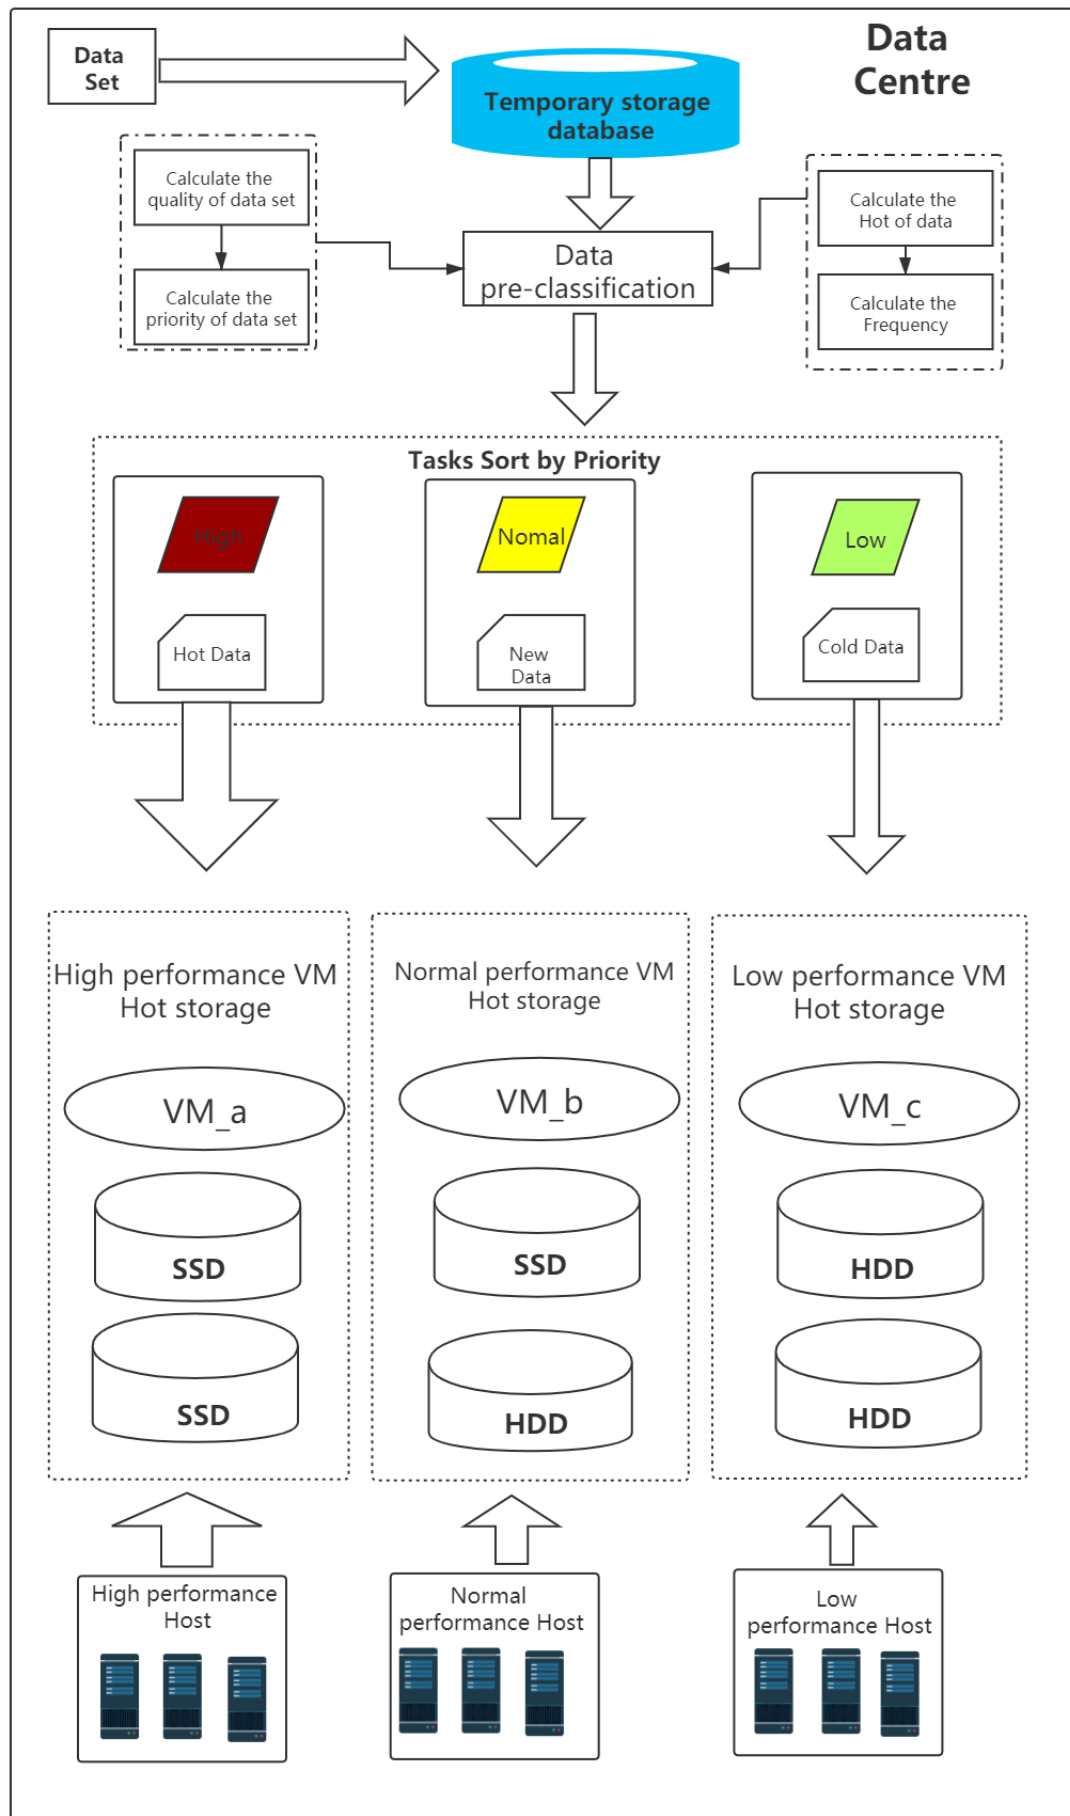 Data
Set
Data
Centre
Temporary storage
database
Calculate the
quality of data set
Calculate the
priority of data set
Data
pre-classification
Calculate the
Hot of data
Calculate the
Frequency
Tasks Sort by Priority
High
Nomal
Low
Hot Data
New
Data
Cold Data
High performance VM
Hot storage
Normal performance VM
Hot storage
Low performance VM
Hot storage
VM_a
VM_b
VM_c
SSD
SSD
HDD
SSD
HDD
HDD
High performance
Host
Normal
performance Host
Low
performance Host